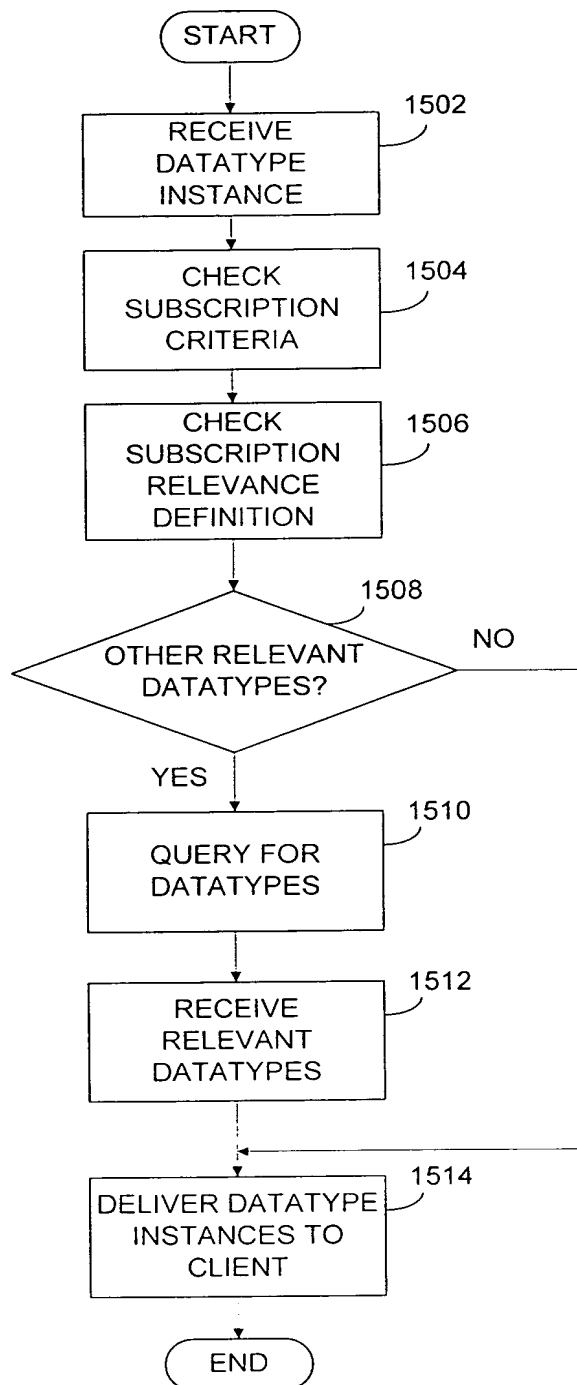 START
1502
RECEIVE
DATATYPE
INSTANCE
1504
CHECK
SUBSCRIPTION
CRITERIA
1506
CHECK
SUBSCRIPTION
RELEVANCE
DEFINITION
1508
OTHER RELEVANT
DATATYPES?
NO
YES
1510
QUERY FOR
DATATYPES
1512
RECEIVE
RELEVANT
DATATYPES
1514
DELIVER DATATYPE
INSTANCES TO
CLIENT
END